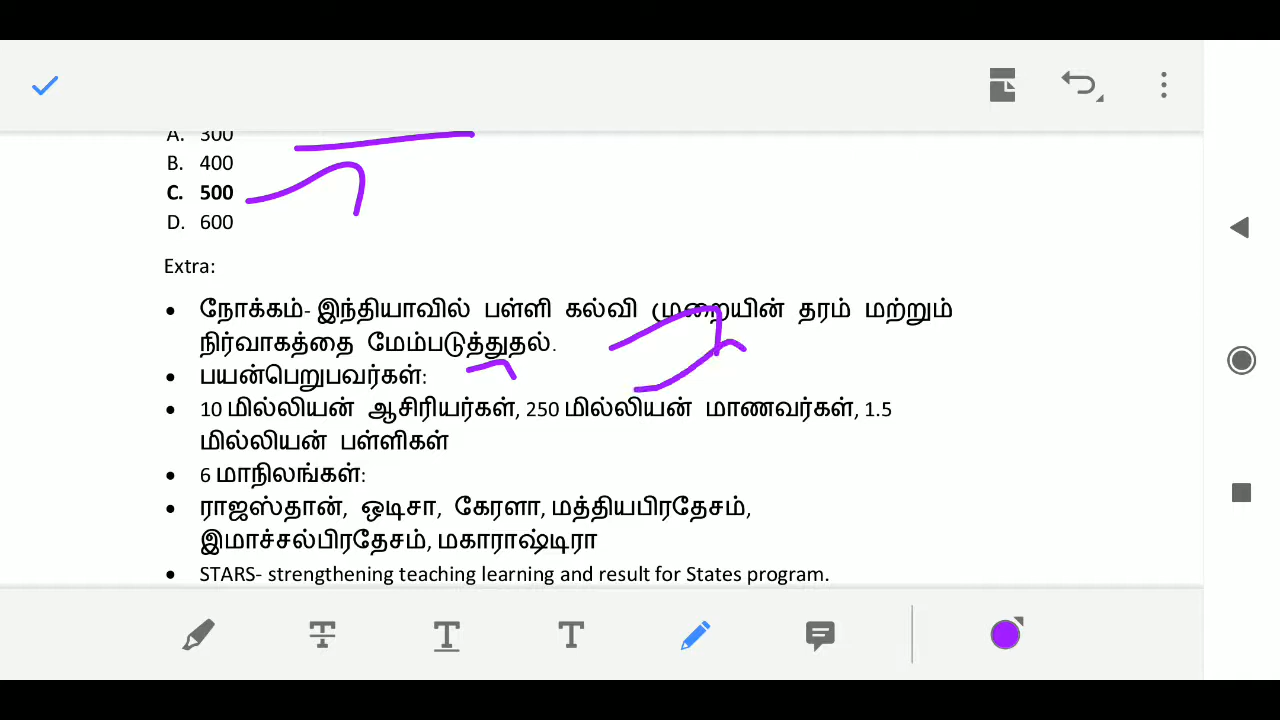 A. 300
B. 400
C. 500
D. 600
Extra:
• நோக்கம்- இந்தியாவில் பள்ளி கல்வி முறையின் தரம் மற்றும்
நிர்வாகத்தை மேம்படுத்துதல்.
• பயன்பெறுபவர்கள்:
• 10 மில்லியன் ஆசிரியர்கள், 250 மில்லியன் மாணவர்கள், 1.5
மில்லியன் பள்ளிகள்
• 6 மாநிலங்கள்:
• ராஜஸ்தான், ஒடிசா, கேரளா, மத்தியபிரதேசம்,
இமாச்சல்பிரதேசம், மகாராஷ்டிரா
• STARS- strengthening teaching learning and result for States program.